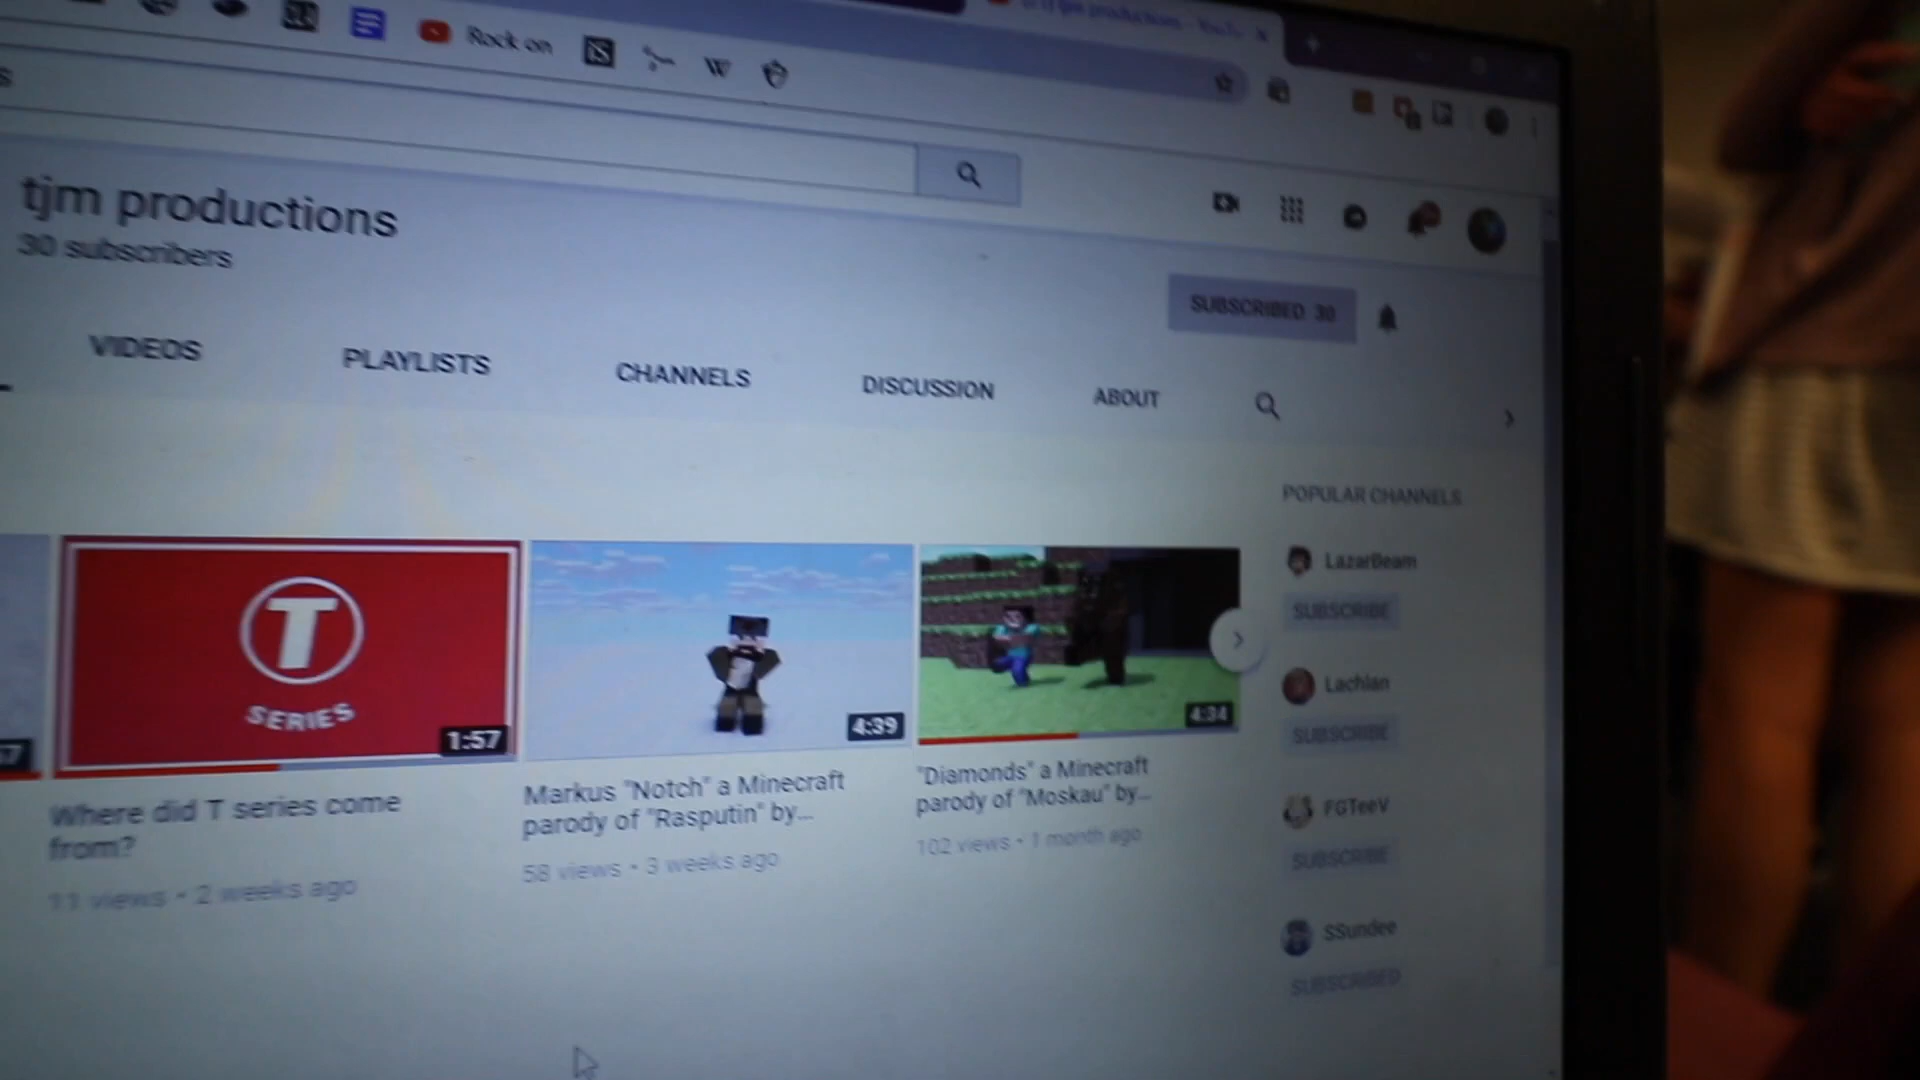 Rock on
tjm productions
30 subscribers
SUBSCRIBED 30
VIDEOS
PLAYLISTS
CHANNELS
DISCUSSION
ABOUT
POPULAR CHANNELS
LazarBeam
SUBSCRIBE
Lachlan
SUBSCRIBE
FGTeeV
SUBSCRIBE
SSundee
SUBSCRIBED
T
SERIES
1:57
4:39
4:34
Where did T series come
from?
11 views • 2 weeks ago
Markus "Notch" a Minecraft
parody of "Rasputin" by...
58 views • 3 weeks ago
"Diamonds" a Minecraft
parody of "Moskau" by...
102 views • 1 month ago